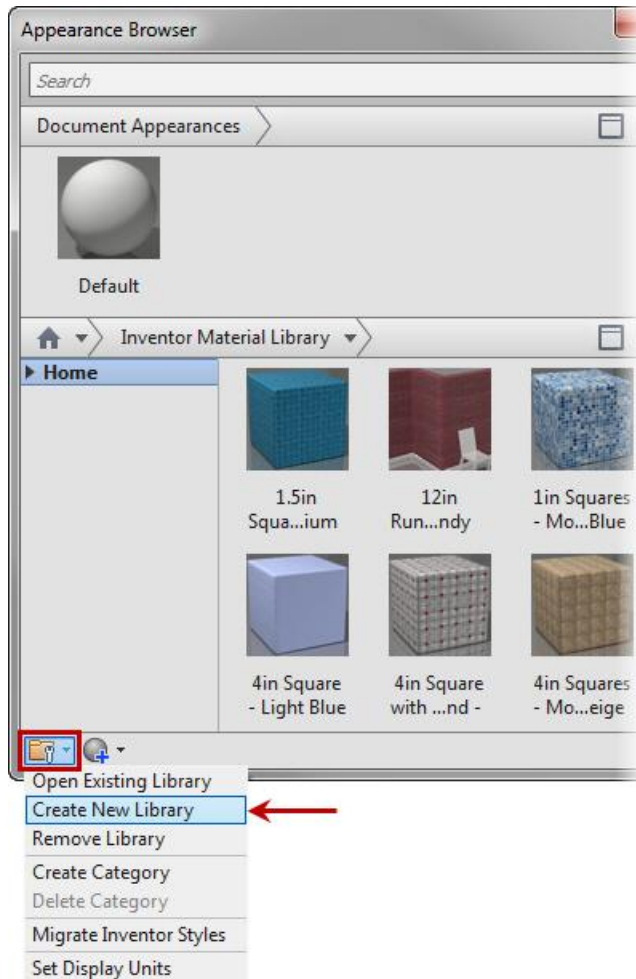 Appearance Browser
Search
Document Appearances
Default
Inventor Material Library
Home
1.5in
Squa...ium
12in
Run...ndy
1in Squares
- Mo...Blue
4in Square
- Light Blue
4in Square
with ...nd -
4in Squares
- Mo...eige
Open Existing Library
Create New Library
Remove Library
Create Category
Delete Category
Migrate Inventor Styles
Set Display Units